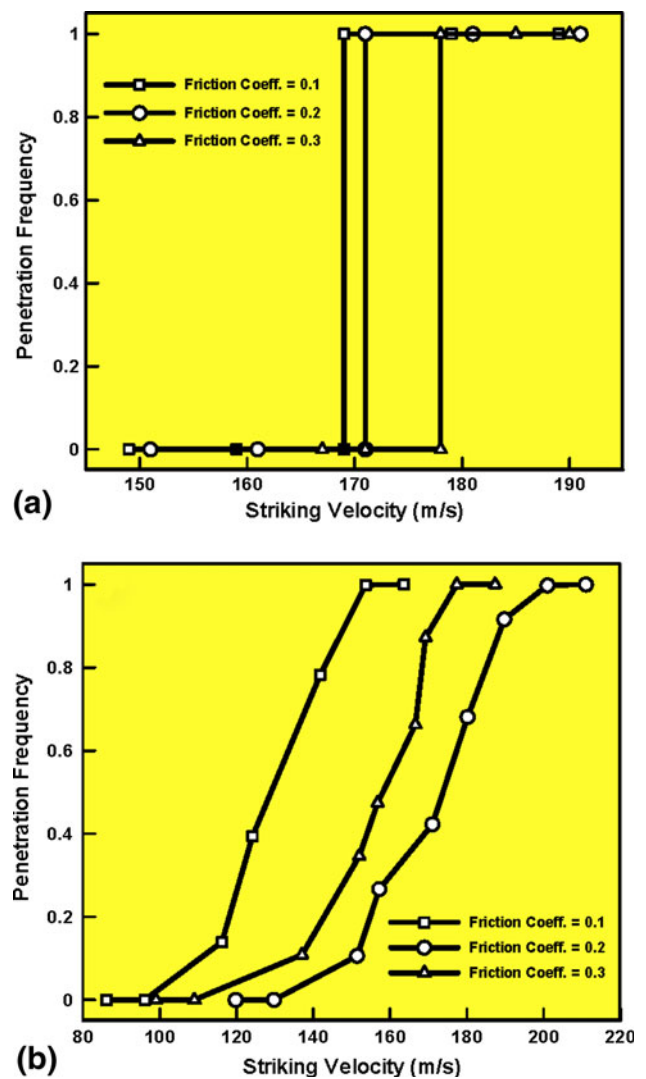 1
0.8
0.6
0.4
0.2
0
Penetration Frequency
Friction Coeff. = 0.1
Friction Coeff. = 0.2
Friction Coeff. = 0.3
150 160 170 180 190
Striking Velocity (m/s)
(a)
1
0.8
0.6
0.4
0.2
0
Penetration Frequency
Friction Coeff. = 0.1
Friction Coeff. = 0.2
Friction Coeff. = 0.3
80 100 120 140 160 180 200 220
Striking Velocity (m/s)
(b)